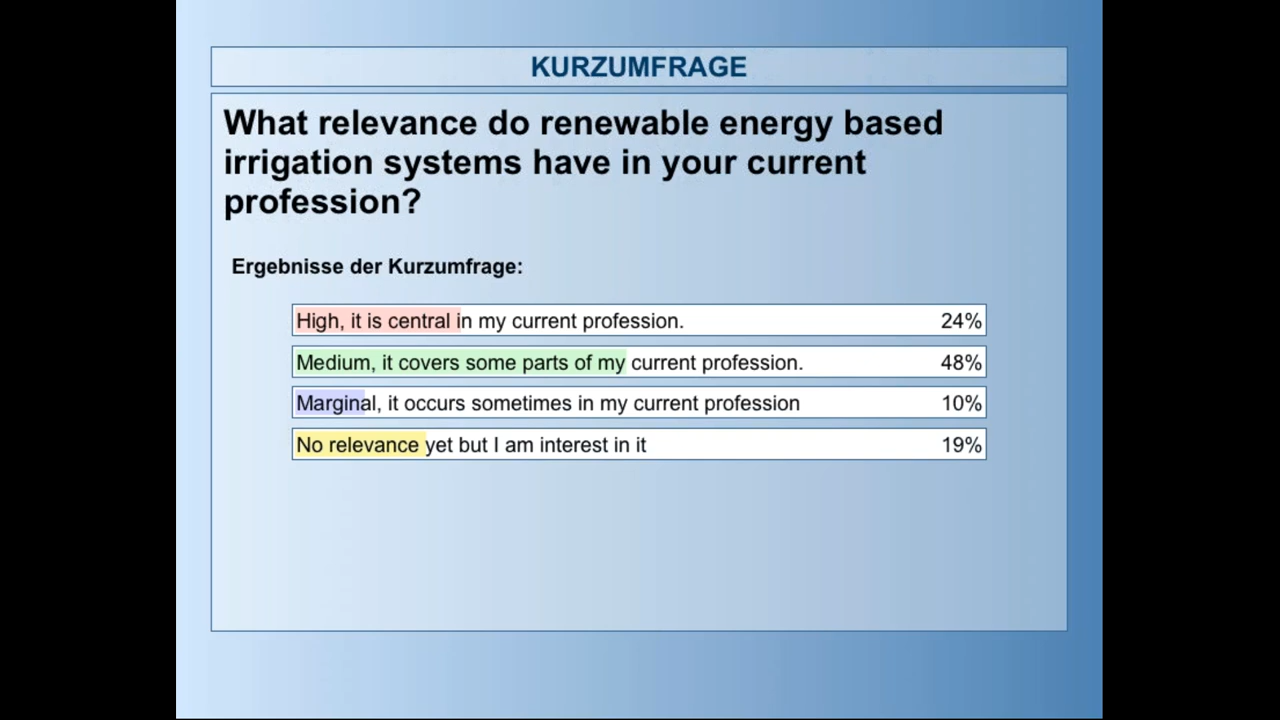 KURZUMFRAGE
What relevance do renewable energy based
irrigation systems have in your current
profession?
Ergebnisse der Kurzumfrage:
High, it is central in my current profession. 24%
Medium, it covers some parts of my current profession. 48%
Marginal, it occurs sometimes in my current profession 10%
No relevance yet but I am interest in it 19%